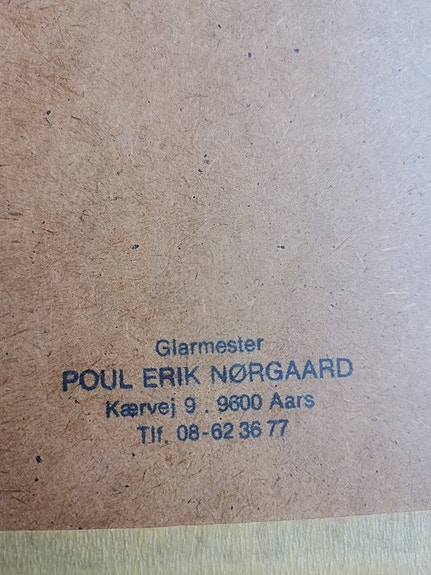 Glarmester
POUL ERIK NØRGAARD
Kærvej 9 . 9600 Aars
Tlf. 08-62 36 77